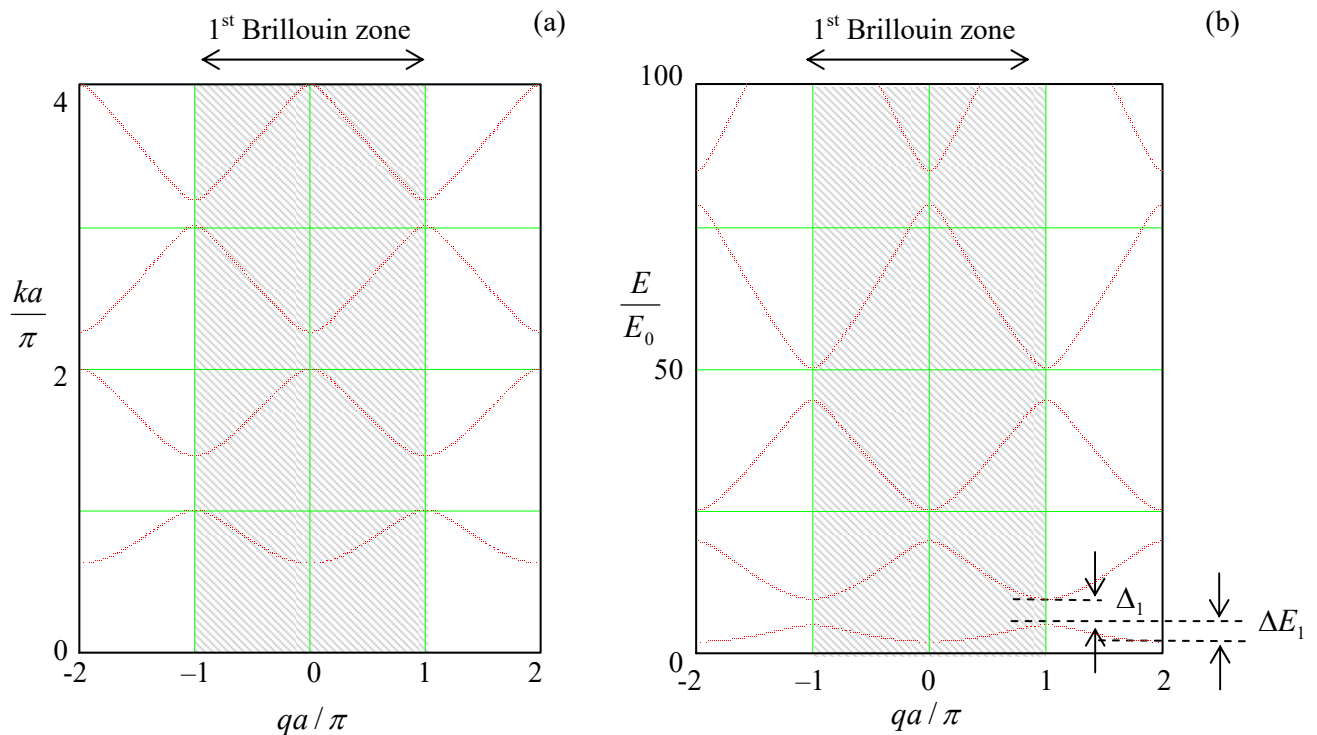 1st Brillouin zone
(a)
4
2
0
ka
π
-2
–1
0
1
2
qa / π
1st Brillouin zone
(b)
100
50
0
E
E0
Δ1
ΔE1
-2
–1
0
1
2
qa / π